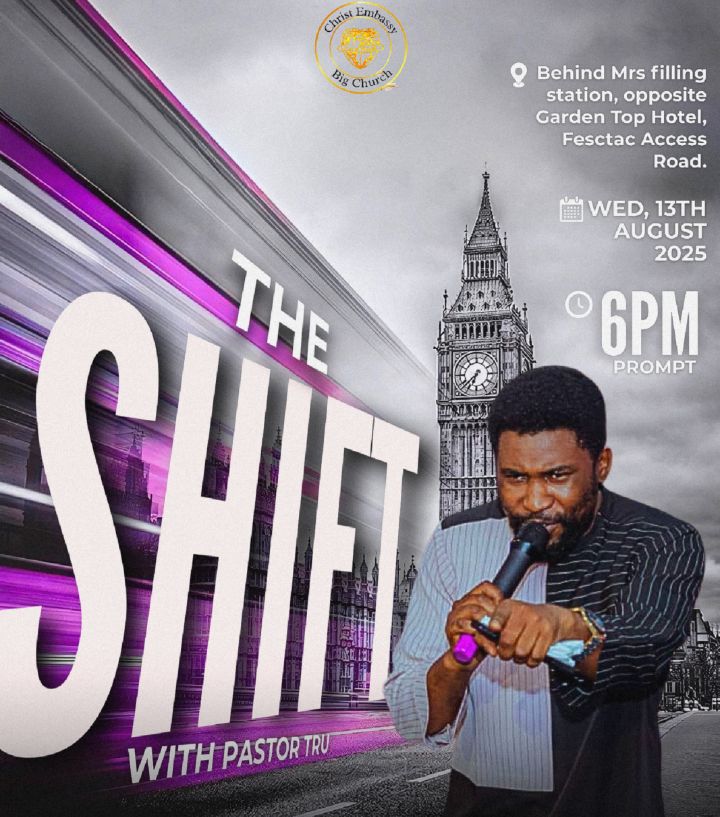 Christ Embassy
Big Church
Behind Mrs filling
station, opposite
Garden Top Hotel,
Fesctac Access
Road.
WED, 13TH
AUGUST
2025
6PM
PROMPT
THE
SHIFT
WITH PASTOR TRU